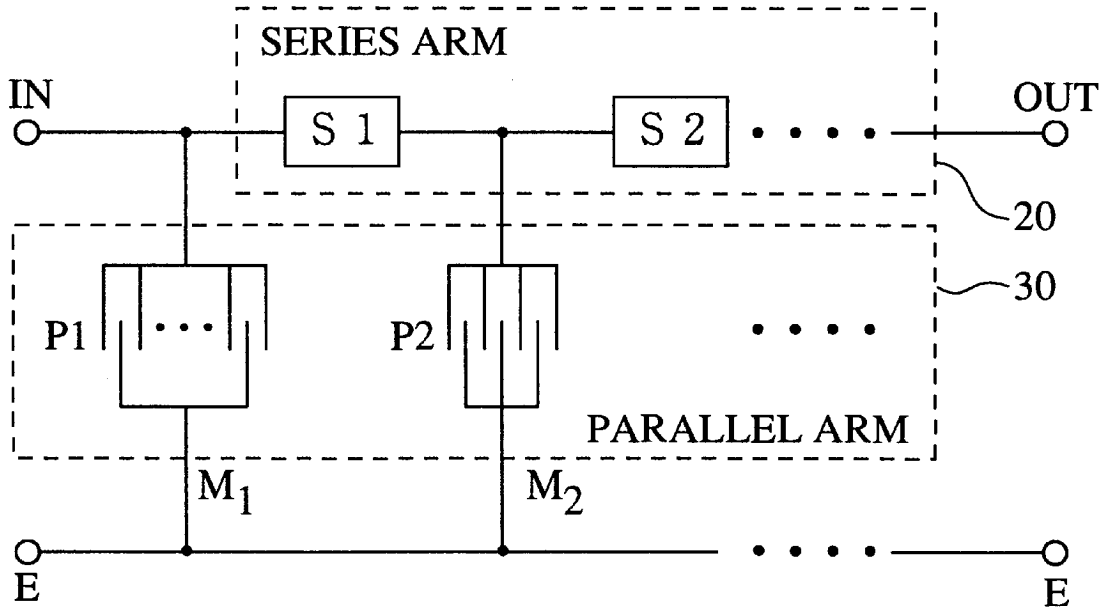 SERIES ARM
IN
OUT
S 1
S 2
20
30
P1
P2
PARALLEL ARM
M1
M2
E
E